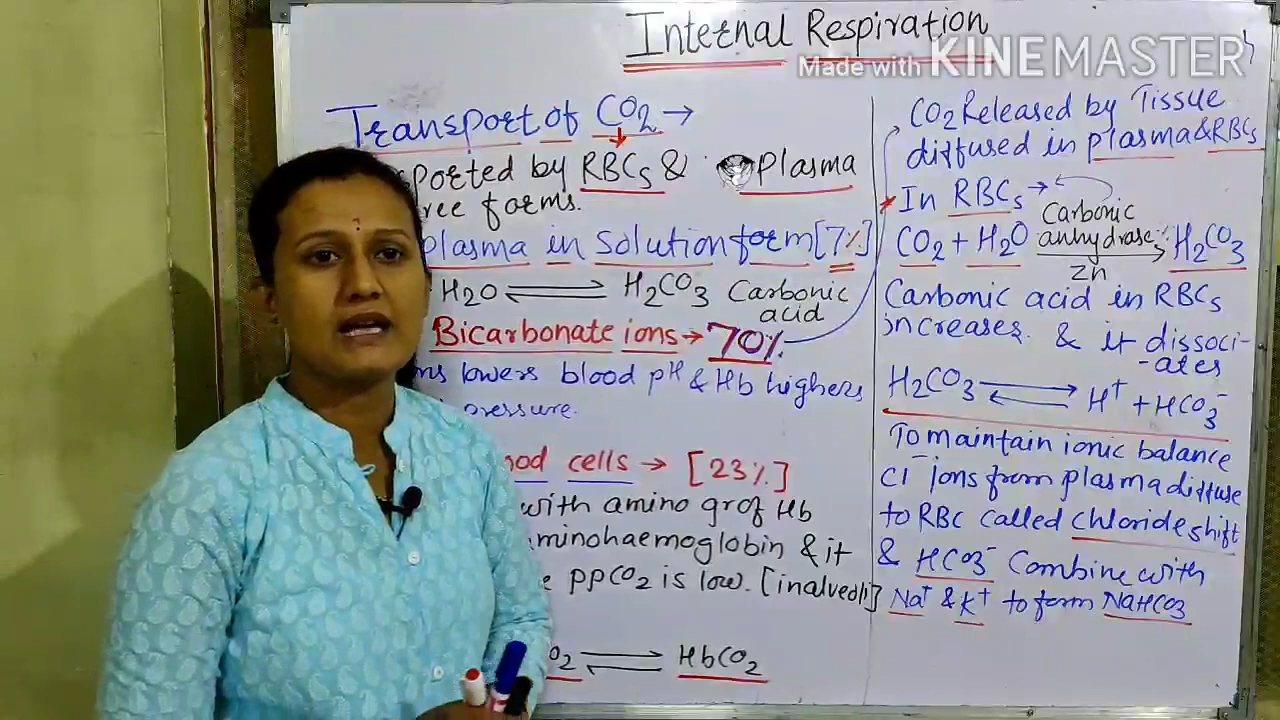 Internal Respiration
Made with KINEMASTER
Transport of CO2 →
ported by RBCs & plasma
ree forms.
plasma in solution form [7%]
H2O ⇌ H2CO3 Carbonic
acid
Bicarbonate ions → 70%
ns lowers blood pH & Hb highers
pressure.
ood cells → [23%]
with amino gr of Hb
minohaemoglobin & it
e ppCO2 is low. [in alveoli]
O2 ⇌ HbCO2
CO2 Released by Tissue
diffused in plasma & RBCs
* In RBCs →
CO2 + H2O Carbonic anhydrase → Zn H2CO3
Carbonic acid in RBCs
increases. & it dissoci-
-ates
H2CO3 ⇌ H+ + HCO3-
To maintain ionic balance
Cl- ions from plasma diffuse
to RBC called chloride shift
& HCO3- Combine with
Na+ & K+ to form NaHCO3